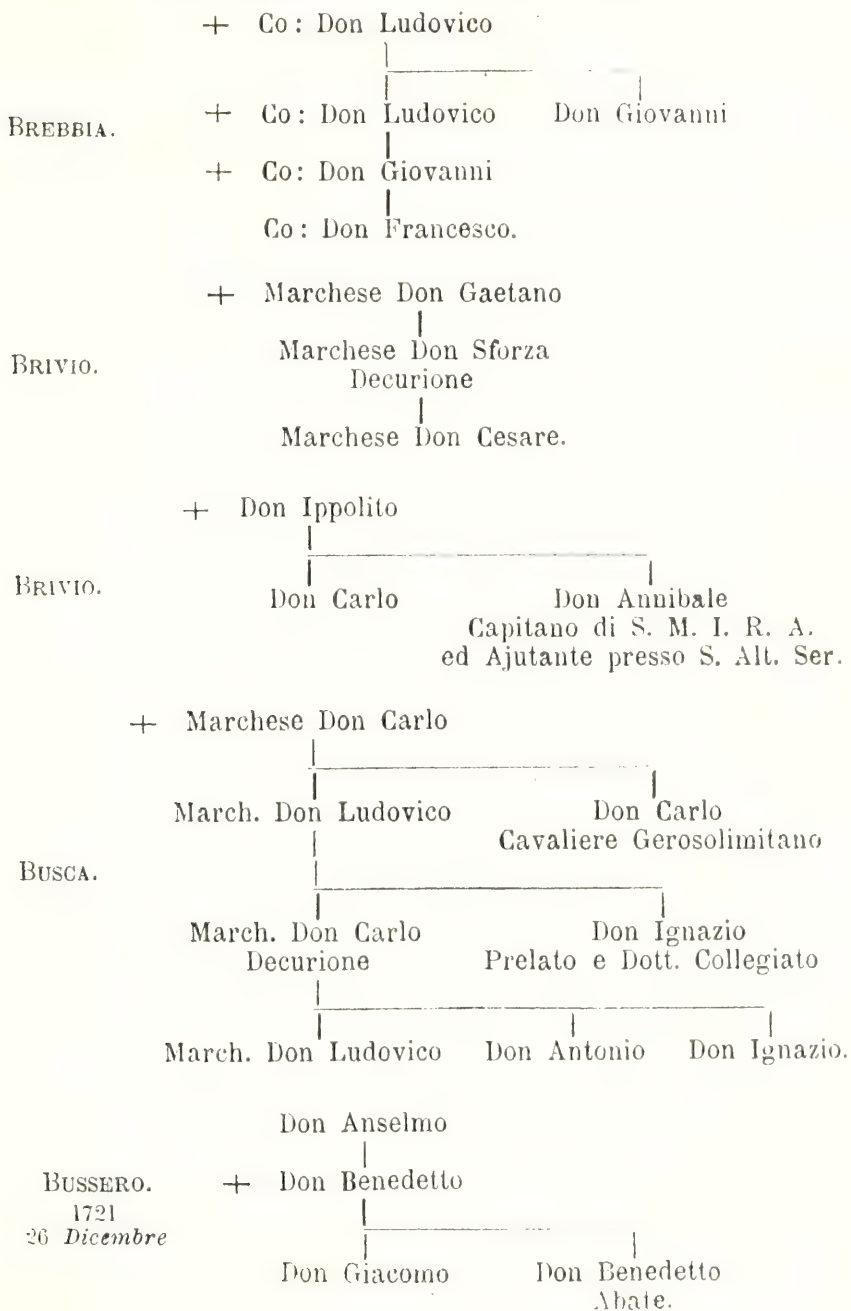 + Co: Don Ludovico
BREBBIA.
+ Co: Don Ludovico Don Giovanni
+ Co: Don Giovanni
Co: Don Francesco.
+ Marchese Don Gaetano
BRIVIO.
Marchese Don Sforza
Decurione
Marchese Don Cesare.
+ Don Ippolito
BRIVIO.
Don Carlo Don Annibale
Capitano di S. M. I. R. A.
ed Ajutante presso S. Alt. Ser.
+ Marchese Don Carlo
March. Don Ludovico Don Carlo
Cavaliere Gerosolimitano
BUSCA.
March. Don Carlo Don Ignazio
Decurione Prelato e Dott. Collegiato
March. Don Ludovico Don Antonio Don Ignazio.
Don Anselmo
BUSSERO. + Don Benedetto
1721
26 Dicembre
Don Giacomo Don Benedetto
Abate.